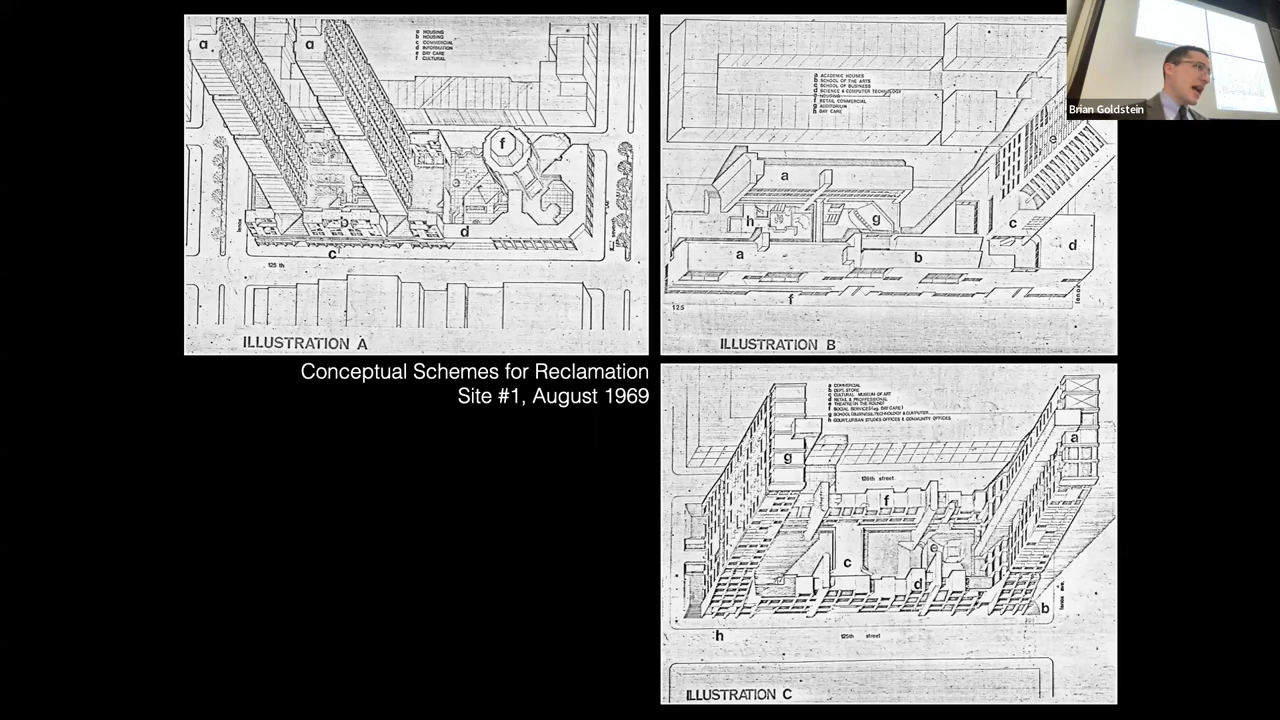 a HOUSING
b HOUSING
c COMMERCIAL
d INFORMATION
e DAY CARE
f CULTURAL
a
a
f
b
d
c
125 th
ILLUSTRATION A
a ACADEMIC HOUSES
b SCHOOL OF THE ARTS
c SCHOOL OF BUSINESS
d SCIENCE & COMPUTER TECHNOLOGY
e HOUSING
f RETAIL COMMERCIAL
g AUDITORIUM
h DAY CARE
e
a
h
g
c
d
a
b
f
lenox
125
ILLUSTRATION B
Brian Goldstein
Conceptual Schemes for Reclamation
Site #1, August 1969
a COMMERCIAL
b DEPT. STORE
c CULTURAL MUSEUM OF ART
d RETAIL & PROFESSIONAL
e THEATRE IN THE ROUND
f SOCIAL SERVICES (eg. DAY CARE)
g SCHOOL (BUSINESS, TECHNOLOGY & COMPUTER)
h COURT, URBAN STUDIES OFFICES & COMMUNITY OFFICES
a
g
126th street
f
e
c
d
b
lenox ave.
h
125th street
ILLUSTRATION C